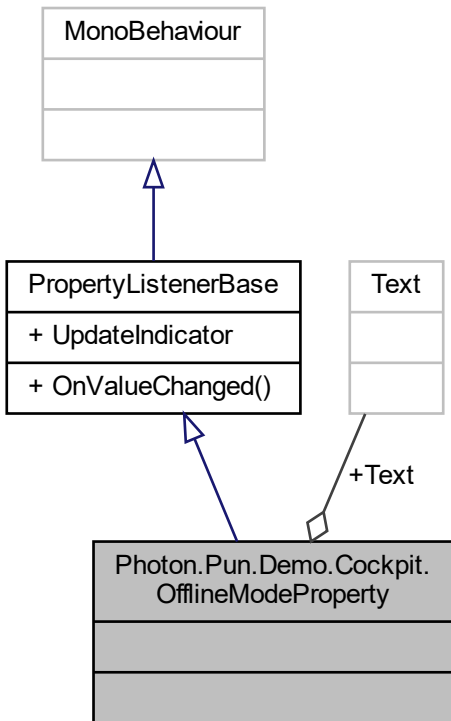 MonoBehaviour
PropertyListenerBase
+ UpdateIndicator
+ OnValueChanged()
Text
+Text
Photon.Pun.Demo.Cockpit.
OfflineModeProperty